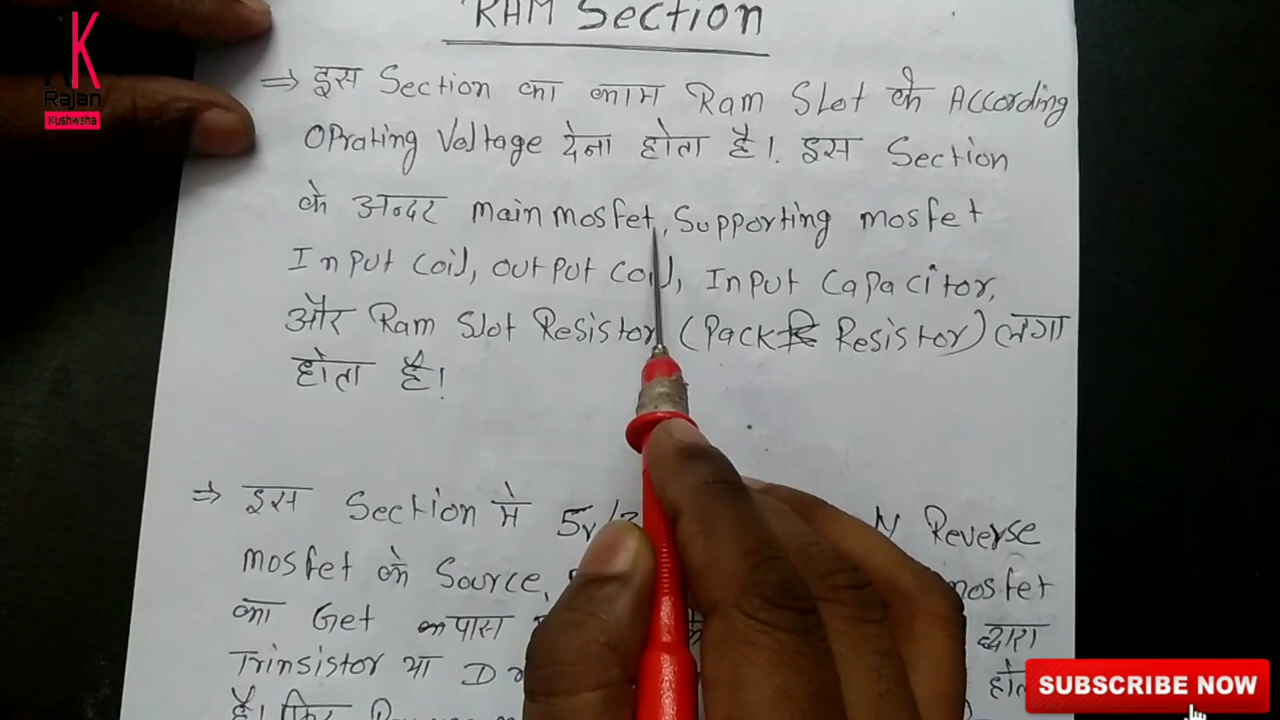 RAM Section
K
Rajan
Kushwaha
⇒ इस Section का काम Ram Slot के According
Oprating Voltage देना होता है। इस Section
के अन्दर main mosfet, Supporting mosfet
Input coil, output coil, Input Capacitor,
और Ram Slot Resistor (Pack Resistor) लगा
होता है।
⇒ इस Section मे 5v/ N Reverse
mosfet के Source, mosfet
का Get के पास द्वारा
Trinsistor या
है। फिर
SUBSCRIBE NOW